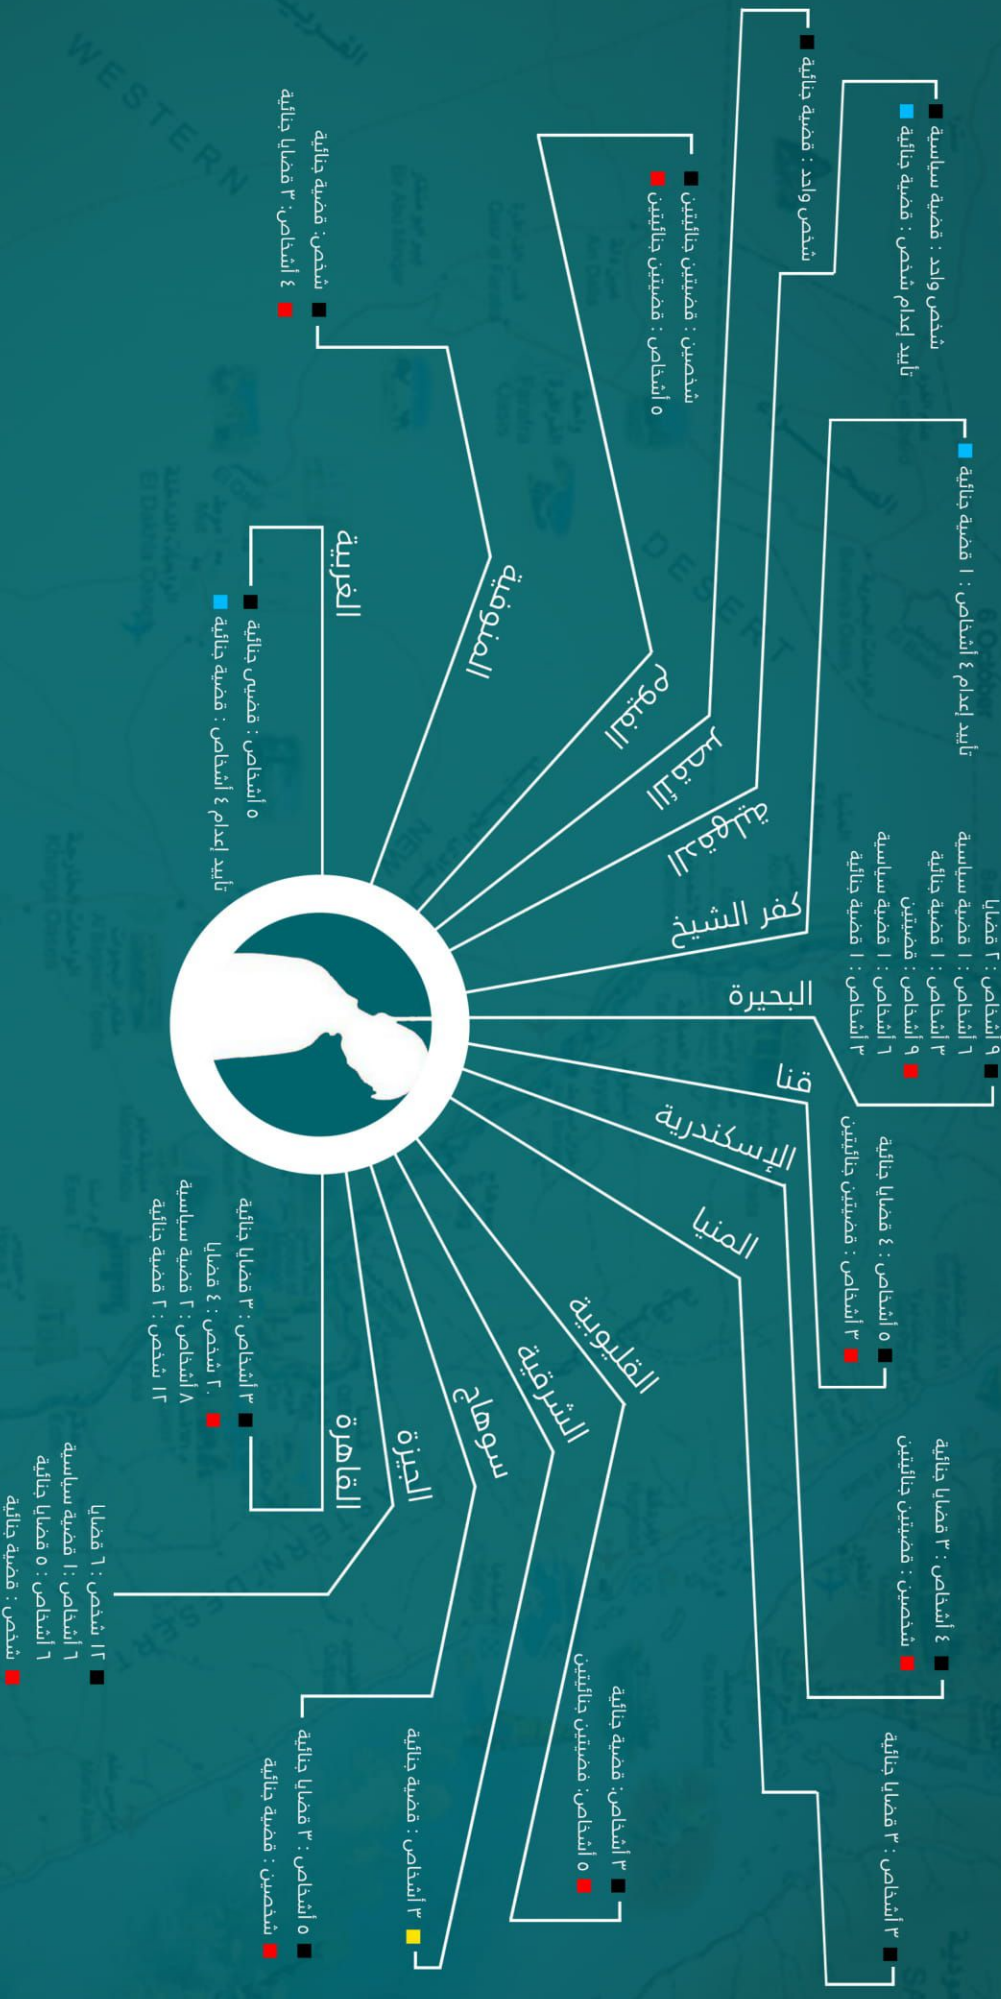 القاهرة
٣ أشخاص : ٣ قضايا جنائية
٢٠ شخص : ٤ قضايا
٨ أشخاص : ٢ قضية سياسية
١٢ شخص : ٢ قضية جنائية
الجيزة
١٢ شخص : ٦ قضايا
٦ أشخاص : ١ قضية سياسية
٦ أشخاص : ٥ قضايا جنائية
شخص : قضية جنائية
سوهاج
٥ أشخاص : ٣ قضايا جنائية
شخصين : قضية جنائية
الشرقية
٣ أشخاص : قضية جنائية
القليوبية
٣ أشخاص: قضية جنائية
٥ أشخاص: قضيتين جنائيتين
المنيا
٣ أشخاص : ٣ قضايا جنائية
الإسكندرية
٤ أشخاص : ٣ قضايا جنائية
شخصين : قضيتين جنائيتين
قنا
٥ أشخاص : ٤ قضايا جنائية
٣ أشخاص : قضيتين جنائيتين
البحيرة
٩ أشخاص : ٢ قضايا
٦ أشخاص : ١ قضية سياسية
٣ أشخاص : ١ قضية جنائية
٩ أشخاص : قضيتين
٦ أشخاص : ١ قضية سياسية
٣ أشخاص : ١ قضية جنائية
كفر الشيخ
تأييد إعدام ٤ أشخاص : ١ قضية جنائية
الدقهلية
شخص واحد : قضية سياسية
تأييد إعدام شخص : قضية جنائية
الأقصر
شخص واحد : قضية جنائية
الفيوم
شخصين : قضيتين جنائيتين
٥ أشخاص : قضيتين جنائيتين
المنوفية
شخص: قضية جنائية
٤ أشخاص: ٣ قضايا جنائية
الغربية
٥ أشخاص : قضيبى جنائية
تأييد إعدام ٤ أشخاص : قضية جنائية
WESTERN
DESERT